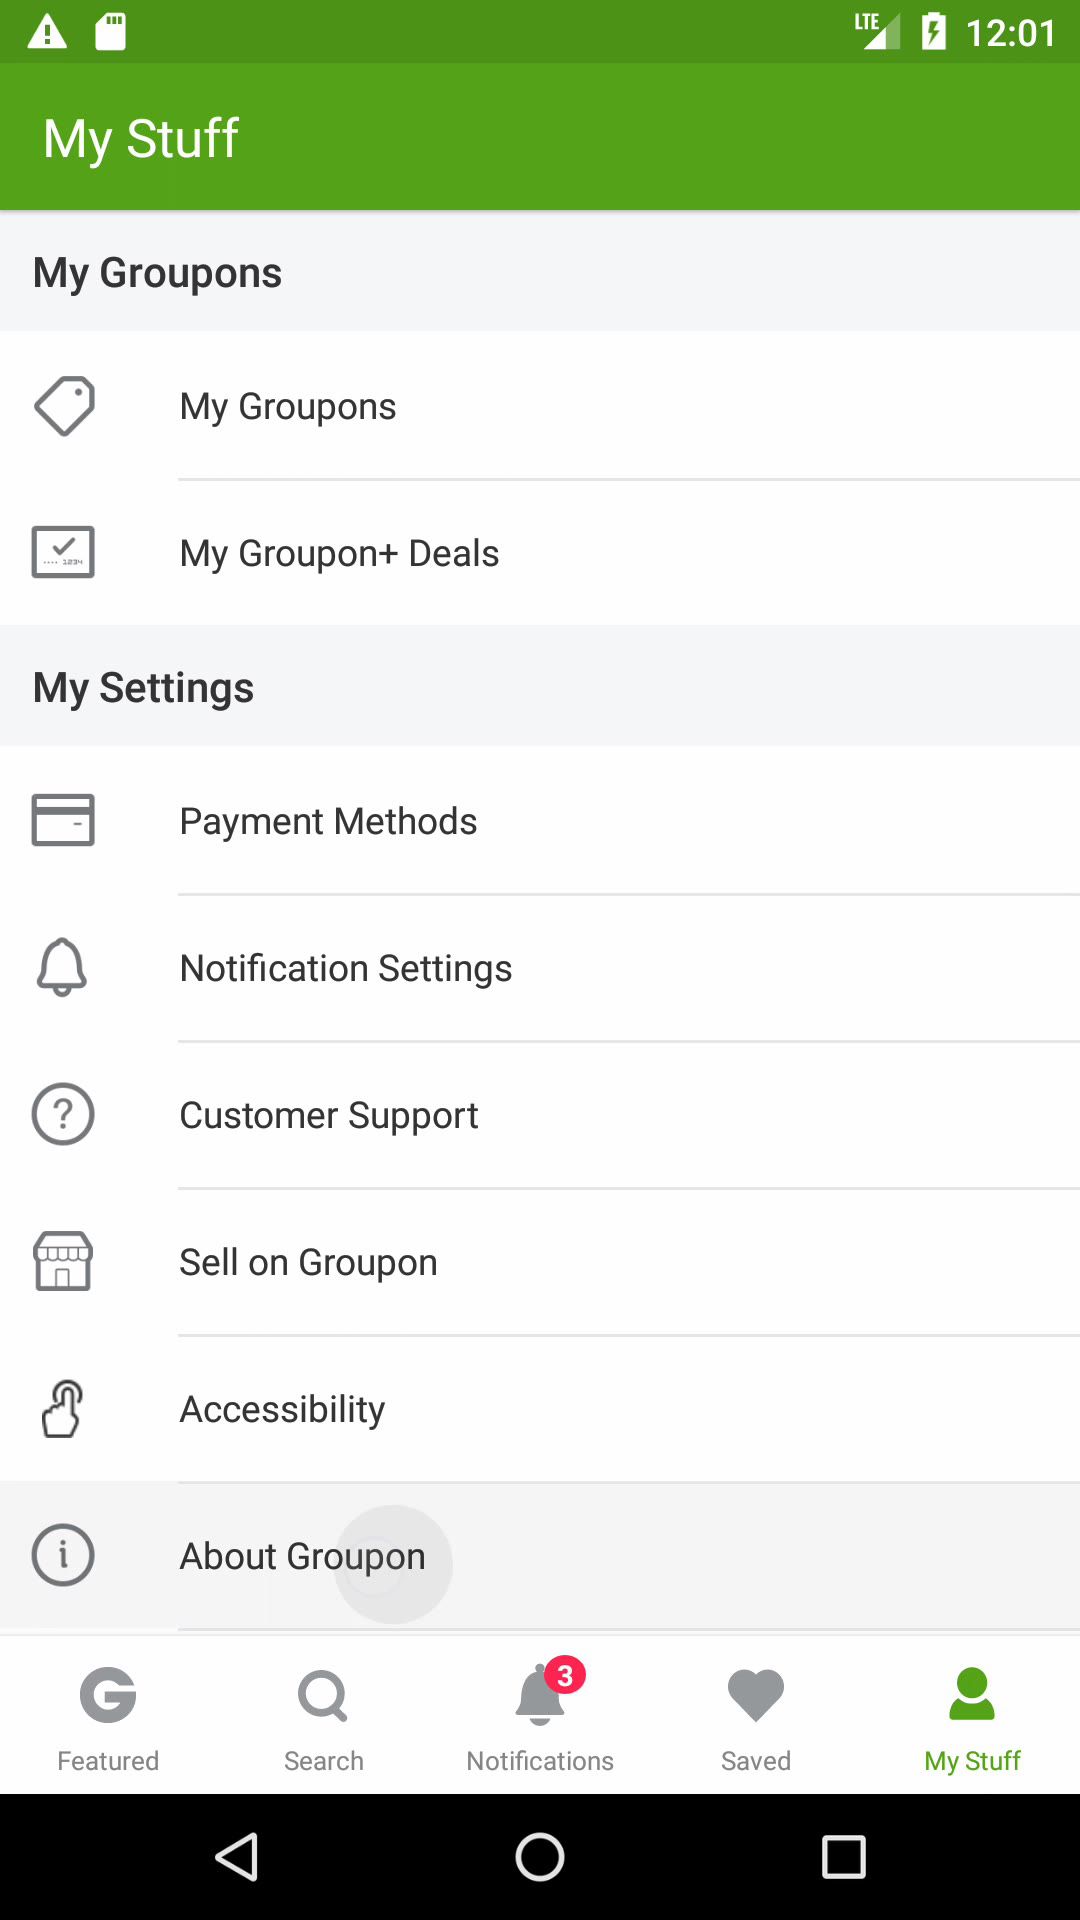 LTE 12:01
My Stuff
My Groupons
My Groupons
1234
My Groupon+ Deals
My Settings
Payment Methods
Notification Settings
?
Customer Support
Sell on Groupon
Accessibility
i
About Groupon
G
3
Featured
Search
Notifications
Saved
My Stuff